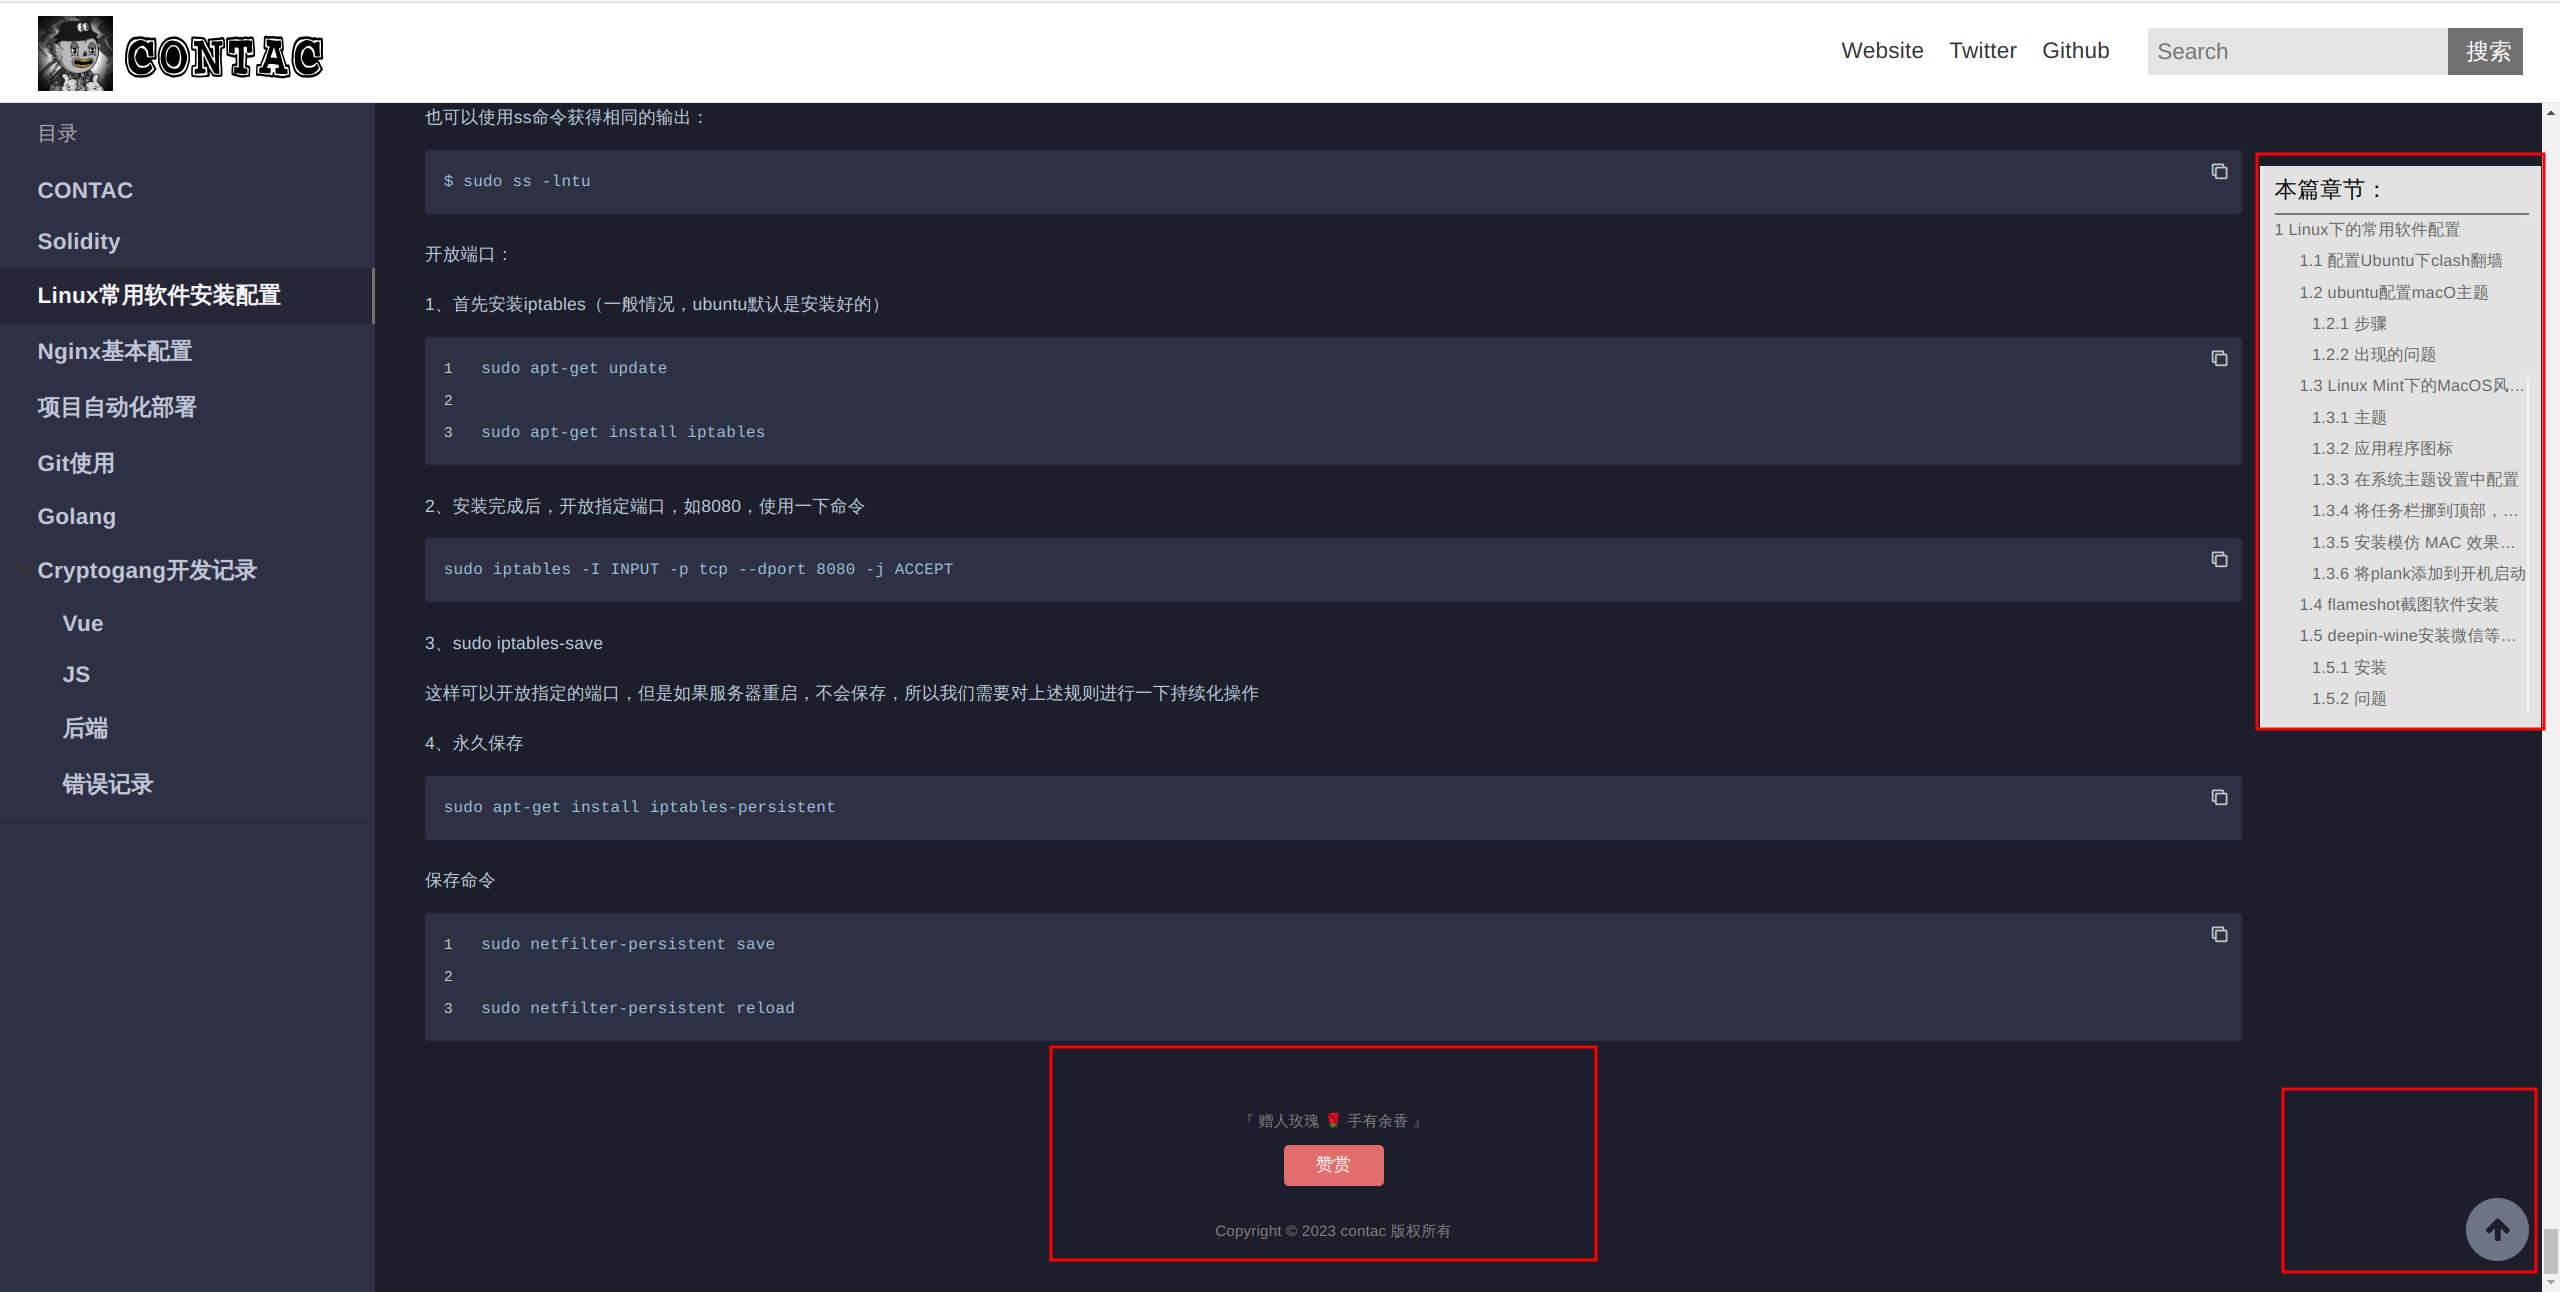 CONTAC
Website Twitter Github Search 搜索
目录
CONTAC
Solidity
Linux常用软件安装配置
Nginx基本配置
项目自动化部署
Git使用
Golang
Cryptogang开发记录
Vue
JS
后端
错误记录
也可以使用ss命令获得相同的输出：
$ sudo ss -lntu
开放端口：
1、首先安装iptables（一般情况，ubuntu默认是安装好的）
1 sudo apt-get update
2
3 sudo apt-get install iptables
2、安装完成后，开放指定端口，如8080，使用一下命令
sudo iptables -I INPUT -p tcp --dport 8080 -j ACCEPT
3、sudo iptables-save
这样可以开放指定的端口，但是如果服务器重启，不会保存，所以我们需要对上述规则进行一下持续化操作
4、永久保存
sudo apt-get install iptables-persistent
保存命令
1 sudo netfilter-persistent save
2
3 sudo netfilter-persistent reload
『 赠人玫瑰 🌹 手有余香 』
赞赏
Copyright © 2023 contac 版权所有
本篇章节：
1 Linux下的常用软件配置
1.1 配置Ubuntu下clash翻墙
1.2 ubuntu配置macO主题
1.2.1 步骤
1.2.2 出现的问题
1.3 Linux Mint下的MacOS风…
1.3.1 主题
1.3.2 应用程序图标
1.3.3 在系统主题设置中配置
1.3.4 将任务栏挪到顶部，…
1.3.5 安装模仿 MAC 效果…
1.3.6 将plank添加到开机启动
1.4 flameshot截图软件安装
1.5 deepin-wine安装微信等…
1.5.1 安装
1.5.2 问题